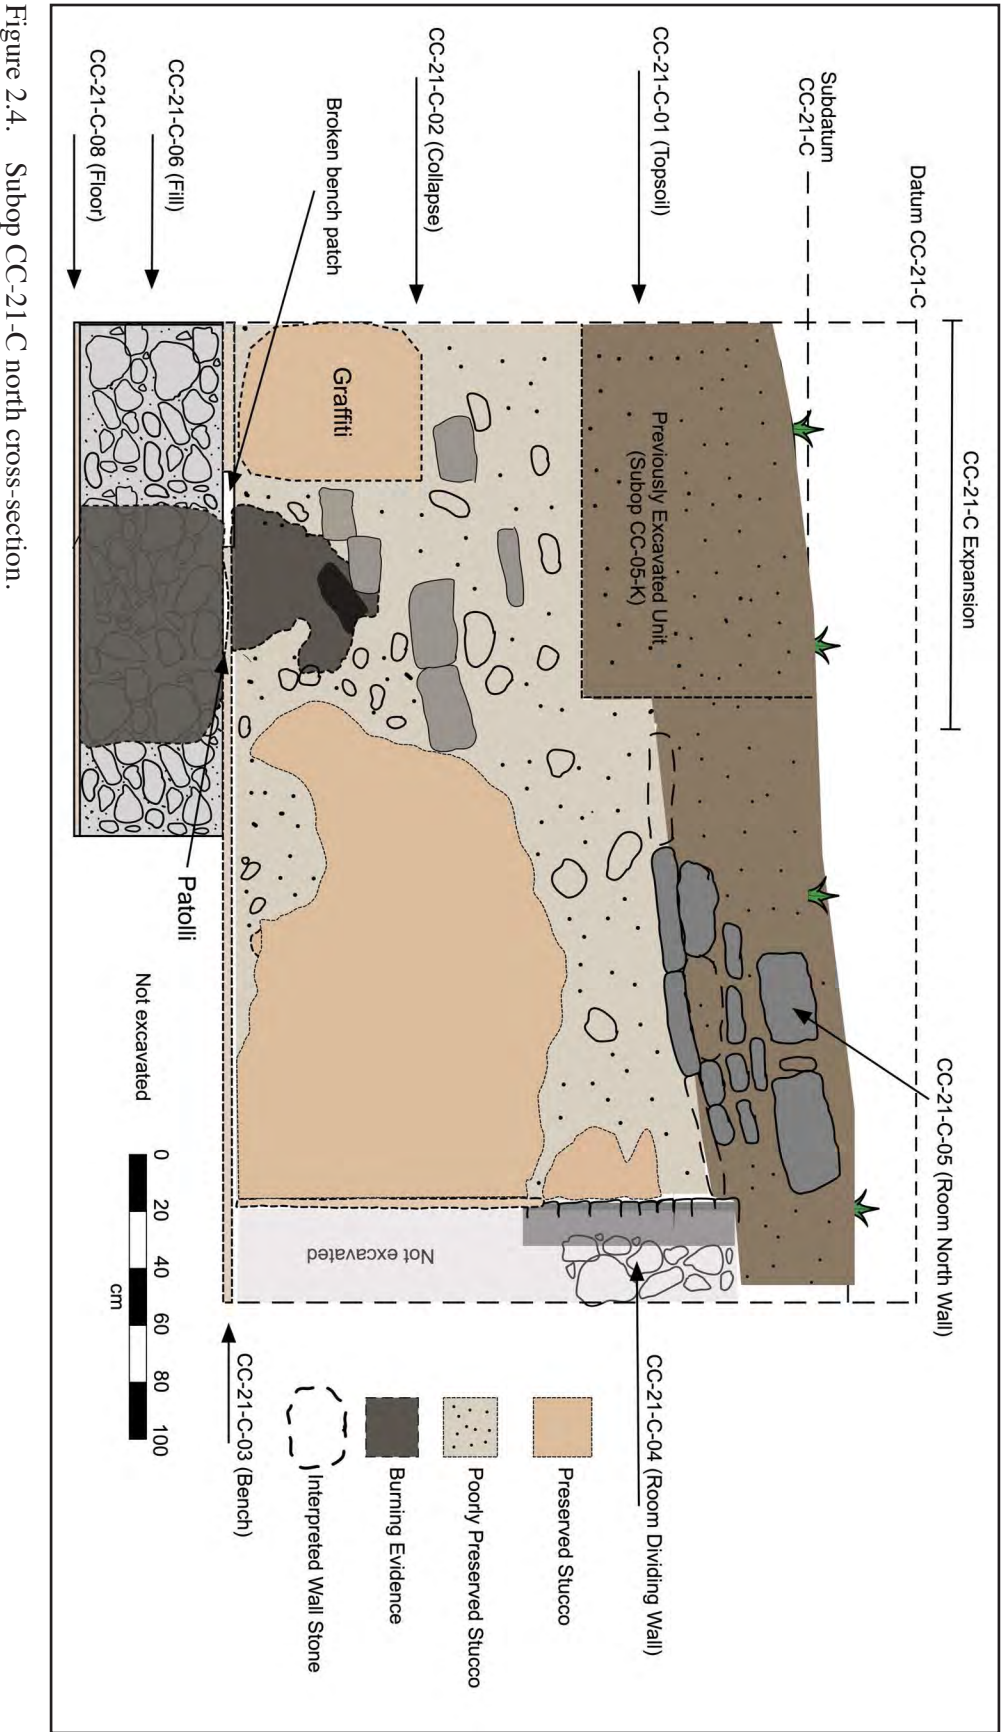 CC-21-C Expansion
Datum CC-21-C
Subdatum
CC-21-C
CC-21-C-05 (Room North Wall)
CC-21-C-01 (Topsoil)
Previously Excavated Unit
(Subop CC-05-K)
CC-21-C-04 (Room Dividing Wall)
CC-21-C-02 (Collapse)
Graffiti
Broken bench patch
Not excavated
CC-21-C-06 (Fill)
CC-21-C-08 (Floor)
Patolli
CC-21-C-03 (Bench)
Not excavated
0 20 40 60 80 100
cm
Preserved Stucco
Poorly Preserved Stucco
Burning Evidence
Interpreted Wall Stone
Figure 2.4. Subop CC-21-C north cross-section.